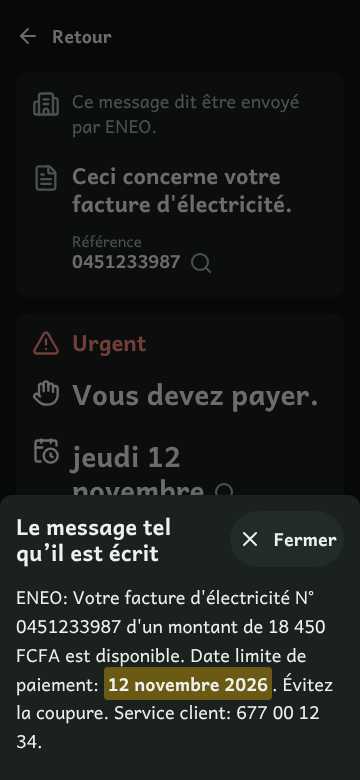 Retour
Ce message dit être envoyé
par ENEO.
Ceci concerne votre
facture d'électricité.
Référence
0451233987
Urgent
Vous devez payer.
jeudi 12
novembre
Le message tel
qu’il est écrit
Fermer
ENEO: Votre facture d'électricité N°
0451233987 d'un montant de 18 450
FCFA est disponible. Date limite de
paiement: 12 novembre 2026. Évitez
la coupure. Service client: 677 00 12
34.